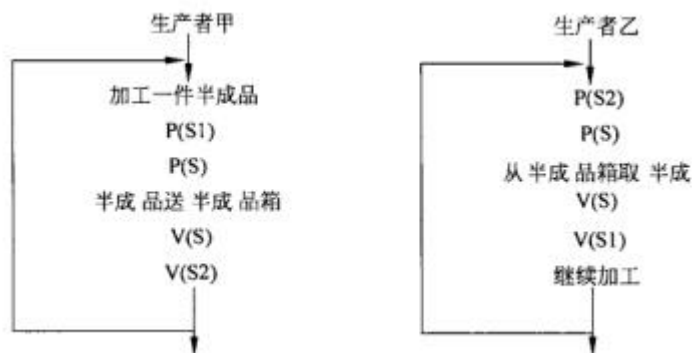 生产者甲
加工一件半成品
P(S1)
P(S)
半成 品送 半成 品箱
V(S)
V(S2)
生产者乙
P(S2)
P(S)
从 半成 品箱取 半成
V(S)
V(S1)
继续加工